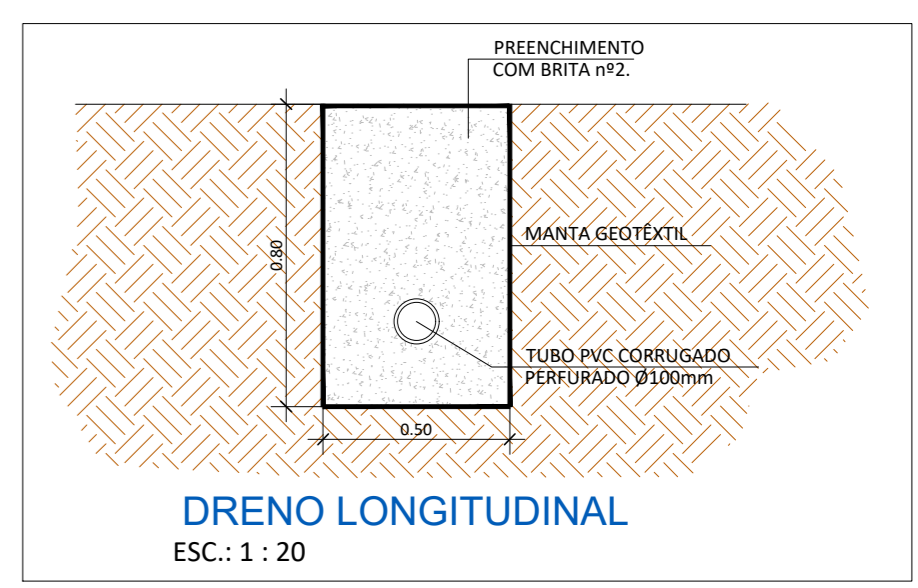 PREENCHIMENTO
COM BRITA nº2.
0.80
MANTA GEOTÊXTIL
TUBO PVC CORRUGADO
PERFURADO Ø100mm
0.50
DRENO LONGITUDINAL
ESC.: 1 : 20